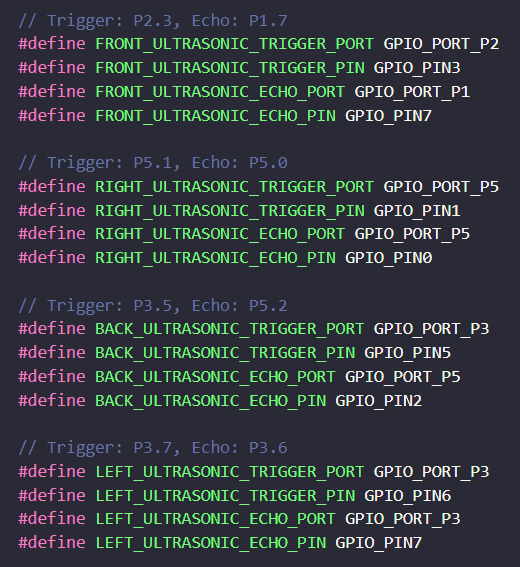 // Trigger: P2.3, Echo: P1.7
#define FRONT_ULTRASONIC_TRIGGER_PORT GPIO_PORT_P2
#define FRONT_ULTRASONIC_TRIGGER_PIN GPIO_PIN3
#define FRONT_ULTRASONIC_ECHO_PORT GPIO_PORT_P1
#define FRONT_ULTRASONIC_ECHO_PIN GPIO_PIN7
// Trigger: P5.1, Echo: P5.0
#define RIGHT_ULTRASONIC_TRIGGER_PORT GPIO_PORT_P5
#define RIGHT_ULTRASONIC_TRIGGER_PIN GPIO_PIN1
#define RIGHT_ULTRASONIC_ECHO_PORT GPIO_PORT_P5
#define RIGHT_ULTRASONIC_ECHO_PIN GPIO_PIN0
// Trigger: P3.5, Echo: P5.2
#define BACK_ULTRASONIC_TRIGGER_PORT GPIO_PORT_P3
#define BACK_ULTRASONIC_TRIGGER_PIN GPIO_PIN5
#define BACK_ULTRASONIC_ECHO_PORT GPIO_PORT_P5
#define BACK_ULTRASONIC_ECHO_PIN GPIO_PIN2
// Trigger: P3.7, Echo: P3.6
#define LEFT_ULTRASONIC_TRIGGER_PORT GPIO_PORT_P3
#define LEFT_ULTRASONIC_TRIGGER_PIN GPIO_PIN6
#define LEFT_ULTRASONIC_ECHO_PORT GPIO_PORT_P3
#define LEFT_ULTRASONIC_ECHO_PIN GPIO_PIN7